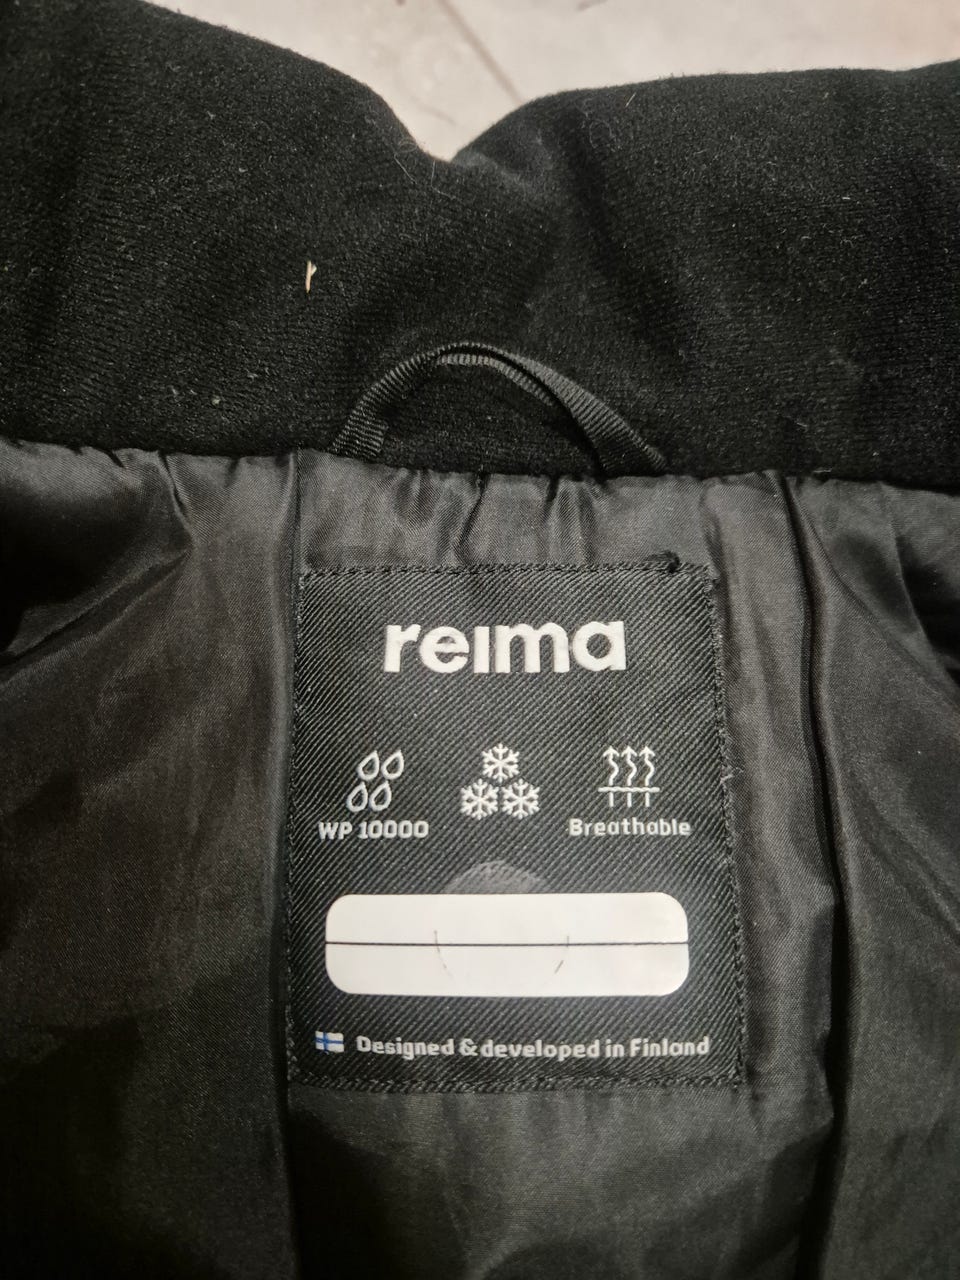 reima
WP 10000
Breathable
Designed & developed in Finland